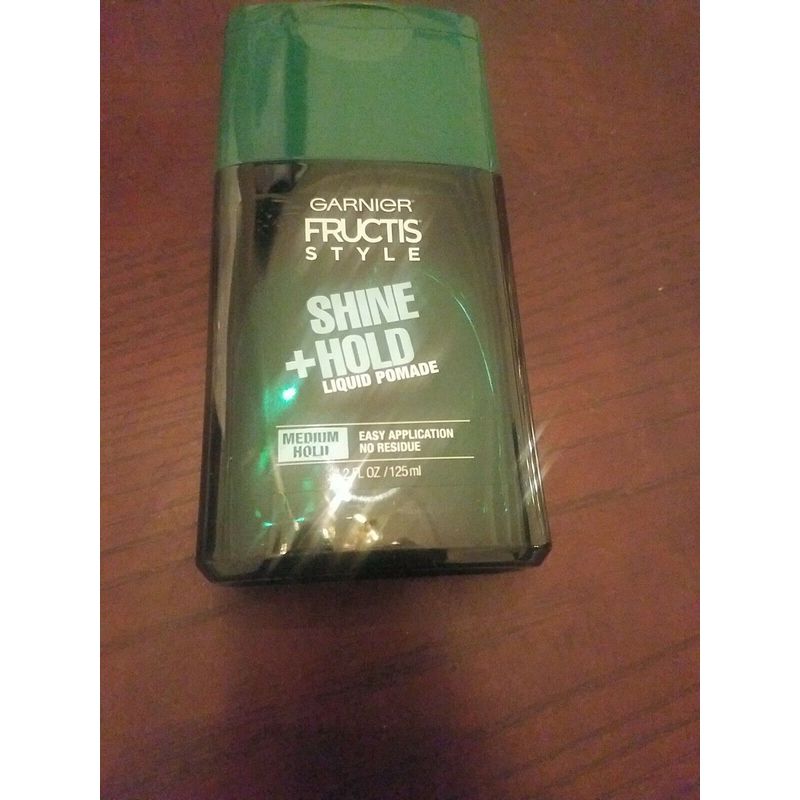 GARNIER
FRUCTIS
STYLE
SHINE
+HOLD
LIQUID POMADE
MEDIUM
HOLD
EASY APPLICATION
NO RESIDUE
FL OZ / 125ml